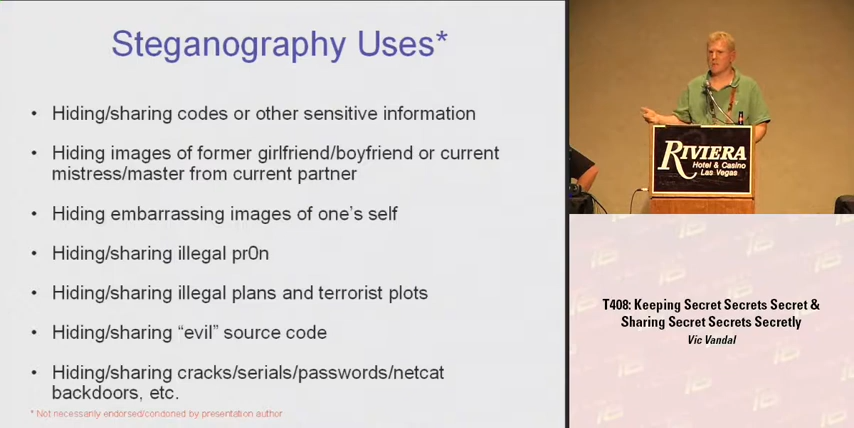 Steganography Uses*
• Hiding/sharing codes or other sensitive information
• Hiding images of former girlfriend/boyfriend or current
mistress/master from current partner
• Hiding embarrassing images of one's self
• Hiding/sharing illegal pr0n
• Hiding/sharing illegal plans and terrorist plots
• Hiding/sharing “evil” source code
• Hiding/sharing cracks/serials/passwords/netcat
backdoors, etc.
* Not necessarily endorsed/condoned by presentation author
RIVIERA
Hotel & Casino
Las Vegas
T408: Keeping Secret Secrets Secret &
Sharing Secret Secrets Secretly
Vic Vandal